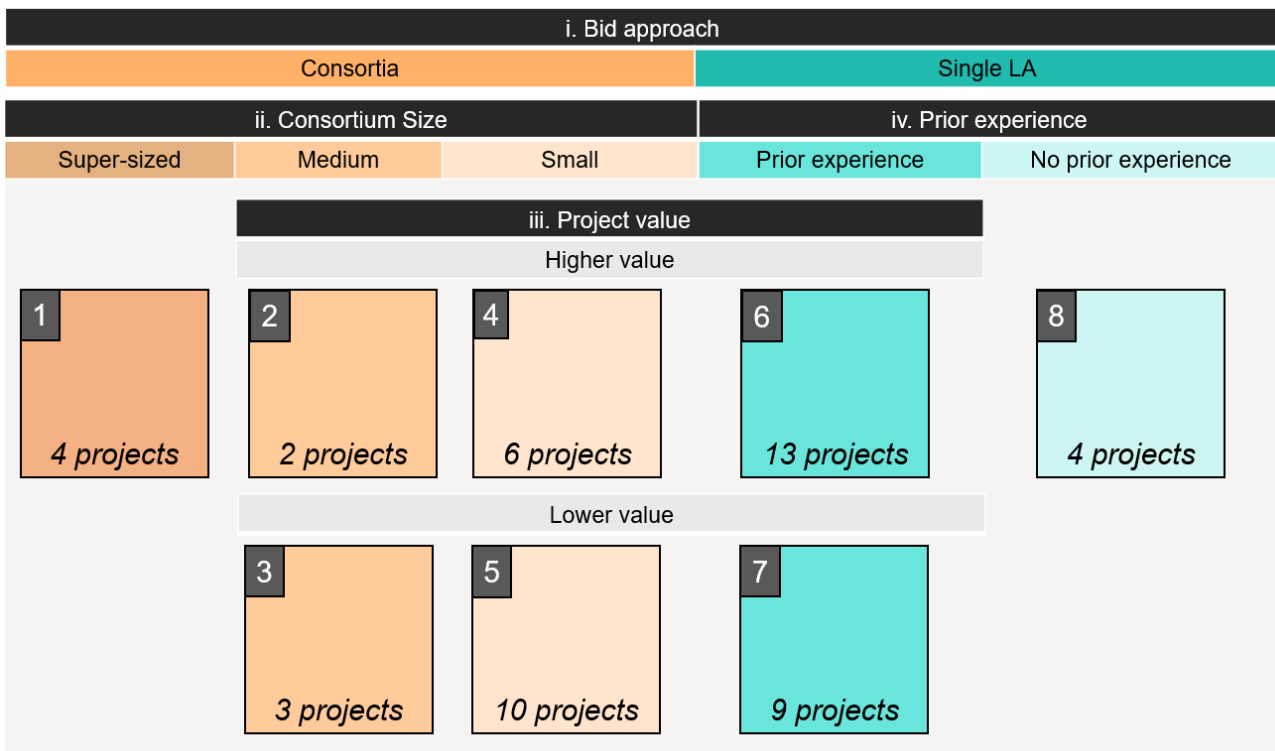 i. Bid approach
Consortia Single LA
ii. Consortium Size iv. Prior experience
Super-sized Medium Small Prior experience No prior experience
iii. Project value
Higher value
1 2 4 6 8
4 projects 2 projects 6 projects 13 projects 4 projects
Lower value
3 5 7
3 projects 10 projects 9 projects